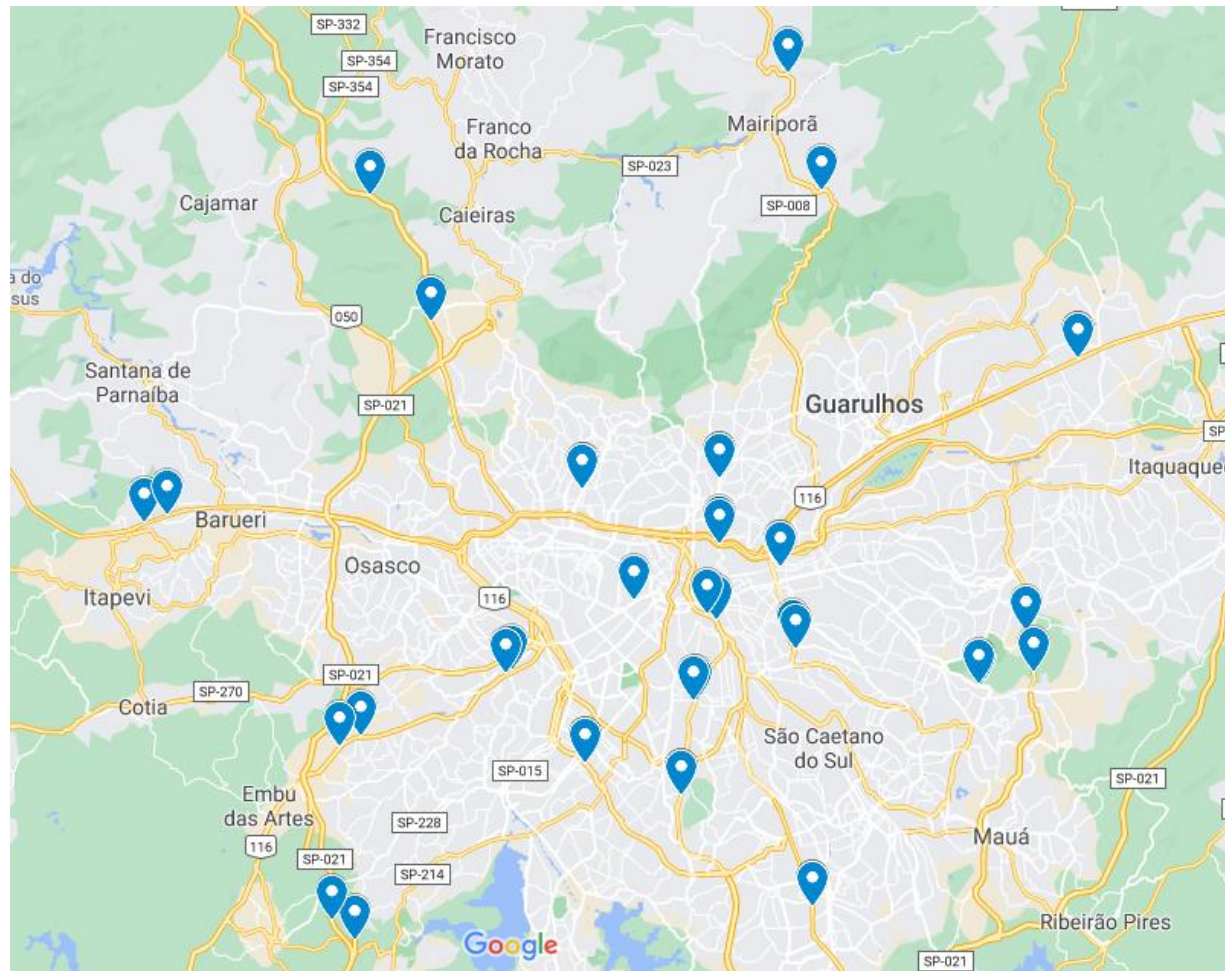 SP-332
Francisco
Morato
SP-354
SP-354
Mairiporã
Franco
da Rocha
SP-023
Cajamar
SP-008
Caieiras
a do
sus
050
Santana de
Parnaíba
SP-021
Guarulhos
Itaquaquec
116
Barueri
Osasco
Itapevi
116
SP-021
SP-270
Cotia
São Caetano
do Sul
SP-015
SP-021
Embu
das Artes
SP-228
116
Mauá
SP-021
SP-214
Ribeirão Pires
Google
SP-021